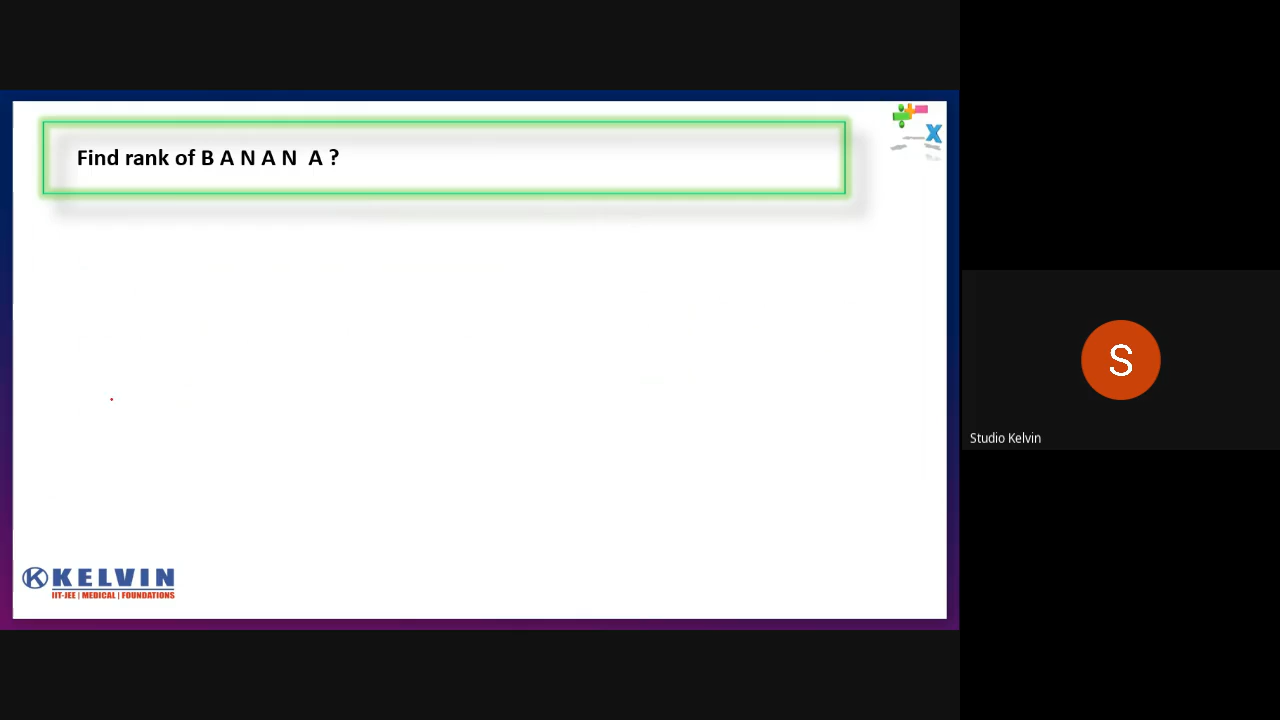 Find rank of B A N A N A ?
X
S
Studio Kelvin
K KELVIN
IIT-JEE | MEDICAL | FOUNDATIONS